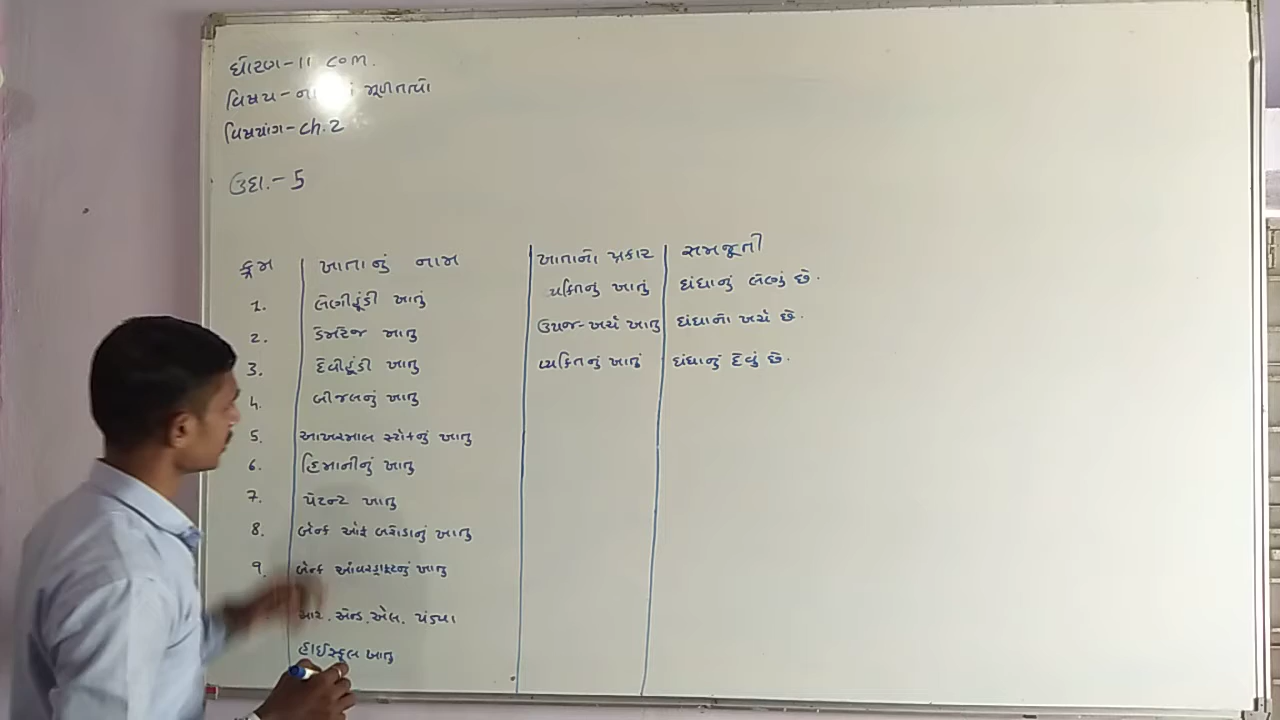 ધોરણ-11 com.
વિષય- મૂળતત્વો
વિષયાંગ-Ch.2
ઉદા.-5
ક્રમ ખાતાનું નામ ખાતાનો પ્રકાર સમજૂતી
1. લેણીહૂંડી ખાતું વ્યક્તિનું ખાતું ધંધાનું લેણું છે.
2. ડેમરેજ ખાતુ ઉપજ-ખર્ચ ખાતુ ધંધાનો ખર્ચ છે.
3. દેવીહૂંડી ખાતુ વ્યક્તિનું ખાતું ધંધાનું દેવું છે.
4. બીજલનું ખાતુ
5. આખરમાલ સ્ટોકનું ખાતુ
6. હિમાનીનું ખાતુ
7. પેટન્ટ ખાતુ
8. બેન્ક ઓફ બરોડાનું ખાતુ
9. બેન્ક ઓવરડ્રાફ્ટનું ખાતુ
આર. એન્ડ. એલ. પંડ્યા
હાઈસ્કૂલ ખાતુ